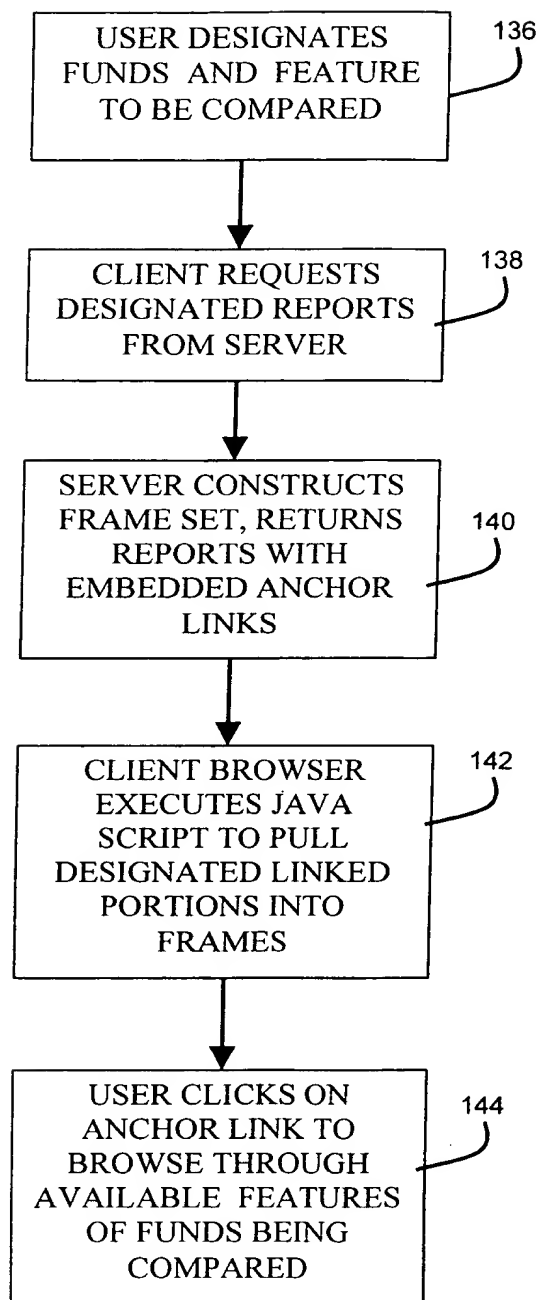 USER DESIGNATES
FUNDS AND FEATURE
TO BE COMPARED
136
CLIENT REQUESTS
DESIGNATED REPORTS
FROM SERVER
138
SERVER CONSTRUCTS
FRAME SET, RETURNS
REPORTS WITH
EMBEDDED ANCHOR
LINKS
140
CLIENT BROWSER
EXECUTES JAVA
SCRIPT TO PULL
DESIGNATED LINKED
PORTIONS INTO
FRAMES
142
USER CLICKS ON
ANCHOR LINK TO
BROWSE THROUGH
AVAILABLE FEATURES
OF FUNDS BEING
COMPARED
144